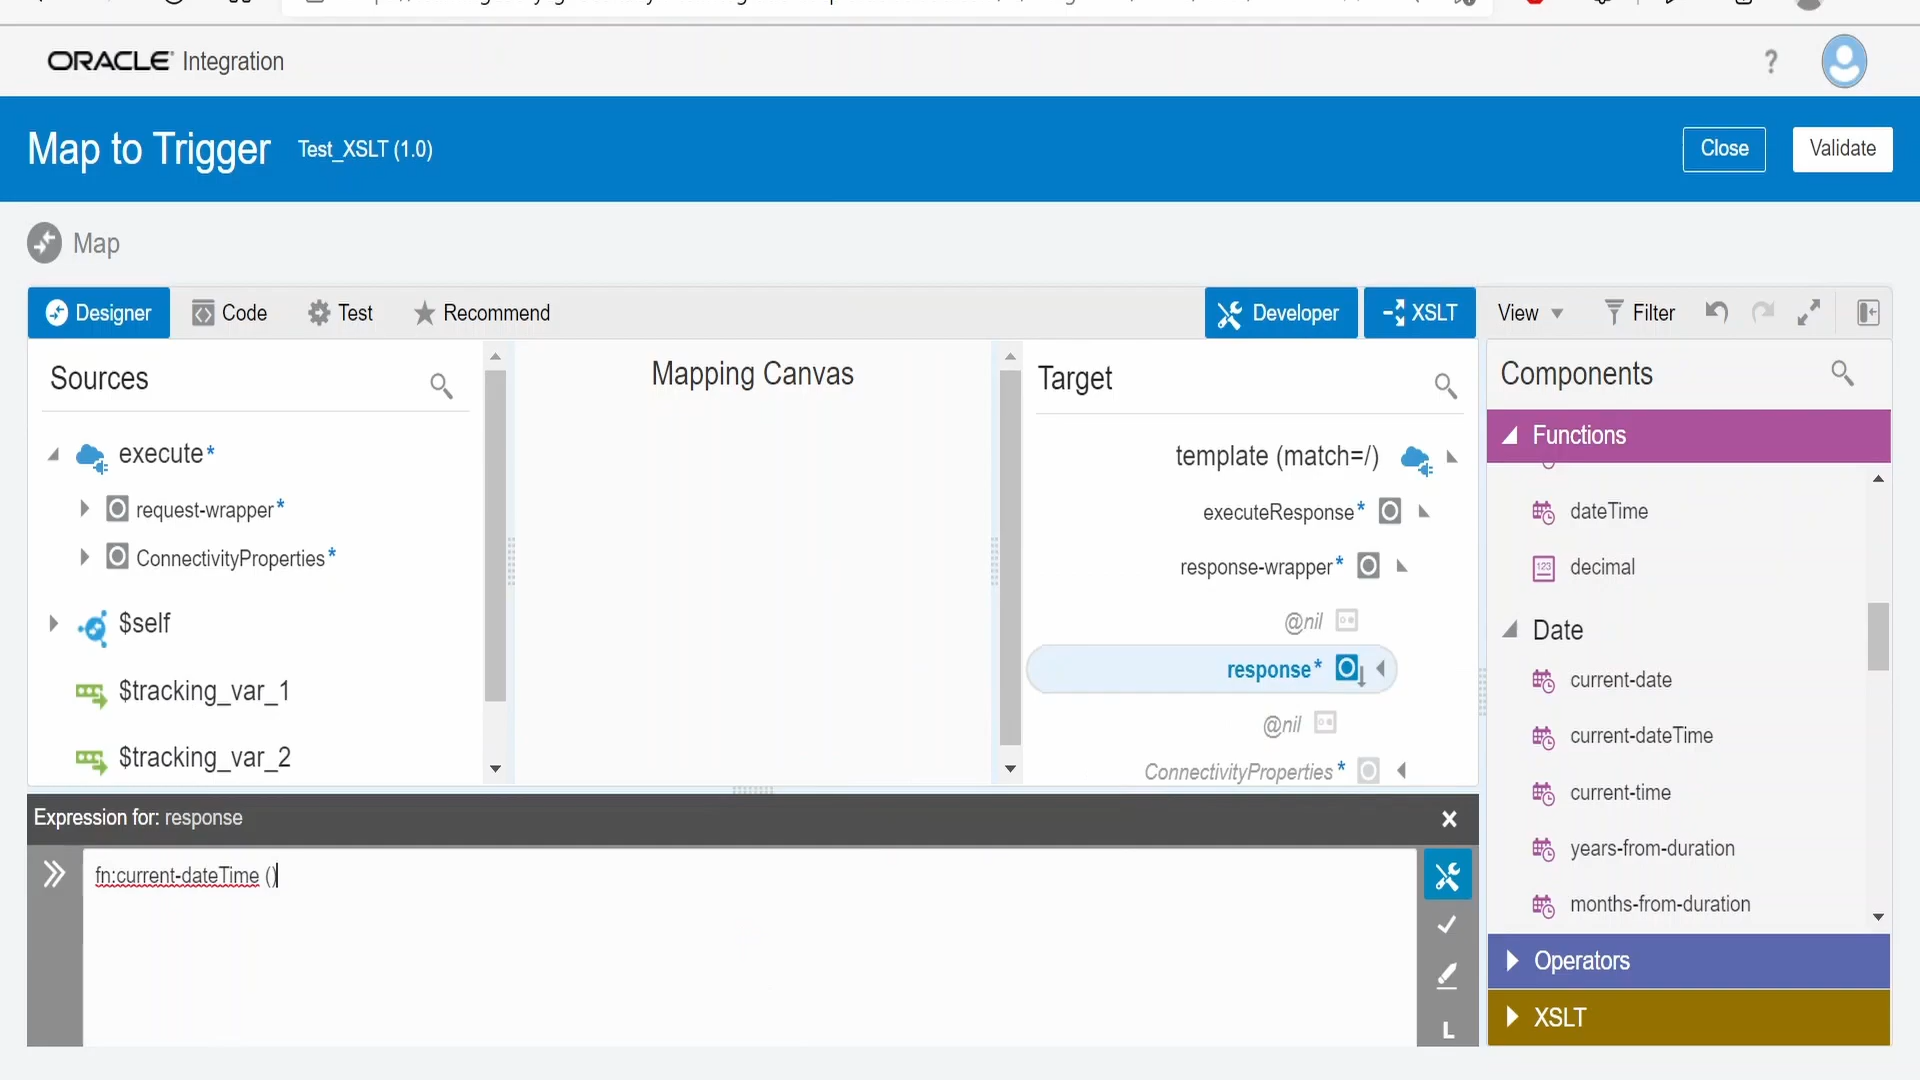 ORACLE Integration
?
Map to Trigger Test_XSLT (1.0)
Close
Validate
Map
Designer
Code
Test
Recommend
Developer
XSLT
View
Filter
Sources
Mapping Canvas
Target
Components
execute*
request-wrapper*
ConnectivityProperties*
$self
$tracking_var_1
$tracking_var_2
template (match=/)
executeResponse*
response-wrapper*
@nil
response*
@nil
ConnectivityProperties*
Functions
dateTime
123 decimal
Date
current-date
current-dateTime
current-time
years-from-duration
months-from-duration
Operators
XSLT
Expression for: response
fn:current-dateTime ()
L